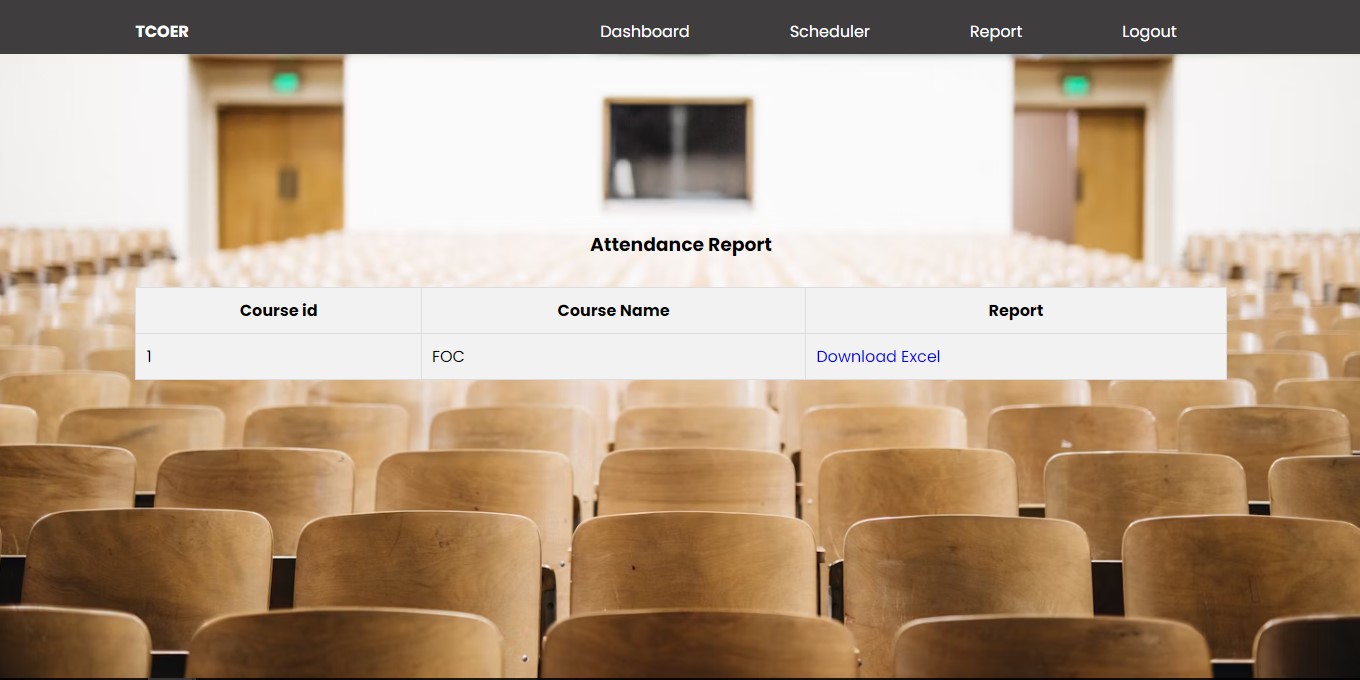 TCOER Dashboard Scheduler Report Logout
Attendance Report
Course id Course Name Report
1 FOC Download Excel